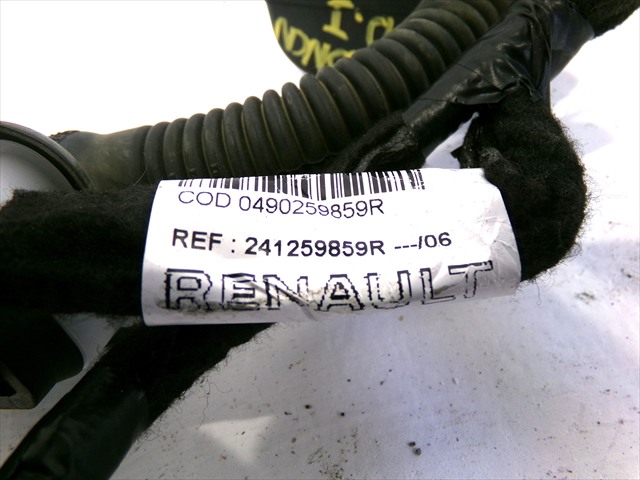 COD 0490259859R
REF : 241259859R ---/06
RENAULT